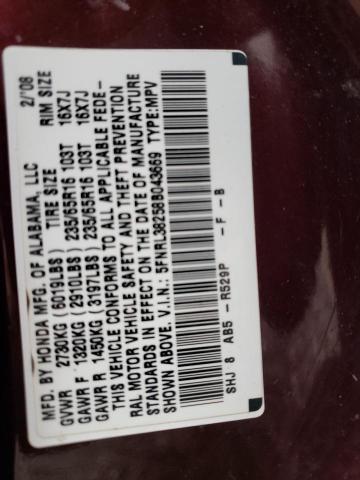 MFD. BY HONDA MFG. OF ALABAMA, LLC 2/'08
GVWR 2730KG (6019LBS) TIRE SIZE RIM SIZE
GAWR F 1320KG (2910LBS) 235/65R16 103T 16X7J
GAWR R 1450KG (3197LBS) 235/65R16 103T 16X7J
THIS VEHICLE CONFORMS TO ALL APPLICABLE FEDE-
RAL MOTOR VEHICLE SAFETY AND THEFT PREVENTION
STANDARDS IN EFFECT ON THE DATE OF MANUFACTURE
SHOWN ABOVE. V.I.N.: 5FNRL38258B043669 TYPE:MPV
SHJ 8 AB5 - R529P - F - B